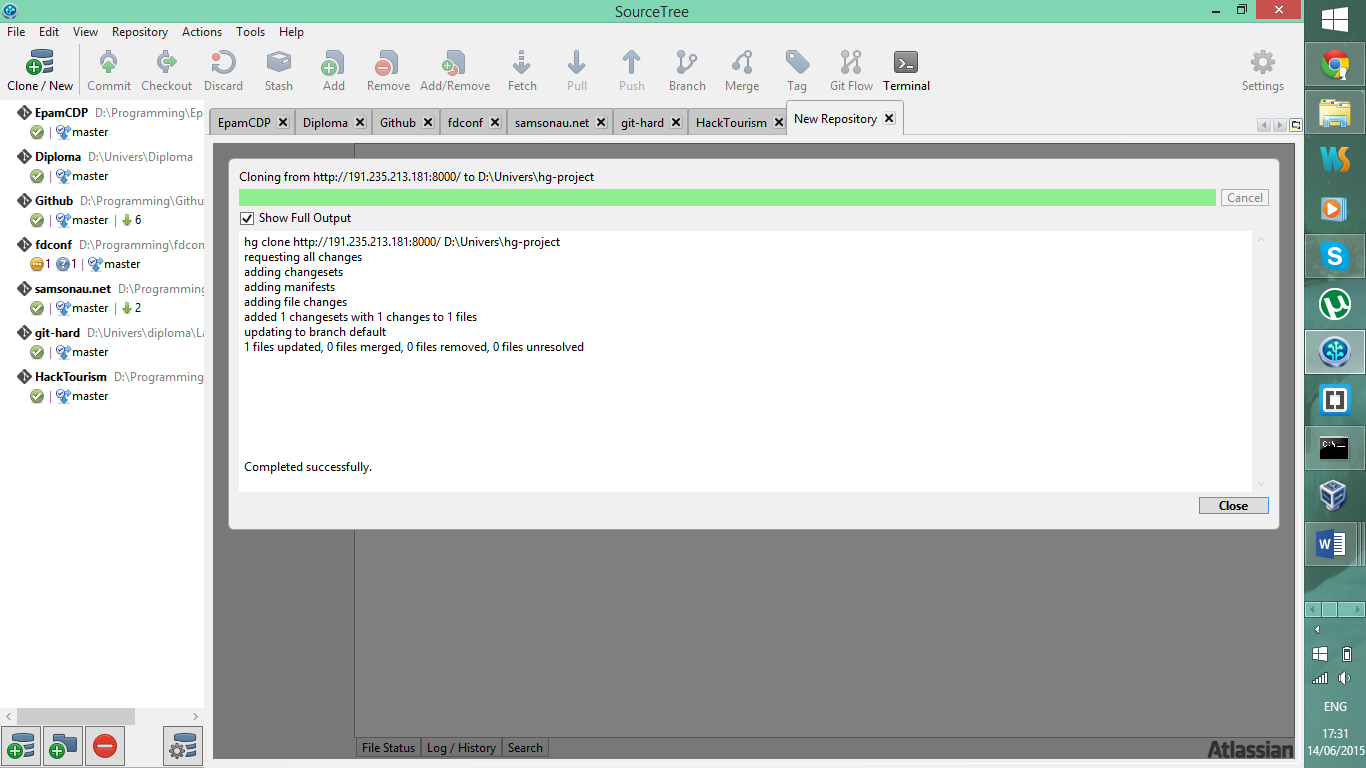 SourceTree
File Edit View Repository Actions Tools Help
Clone / New Commit Checkout Discard Stash Add Remove Add/Remove Fetch Pull Push Branch Merge Tag Git Flow Terminal Settings
EpamCDP D:\Programming\Ep
master
Diploma D:\Univers\Diploma
master
Github D:\Programming\Githu
master | 6
fdconf D:\Programming\fdcon
1 ? 1 | master
samsonau.net D:\Programming
master | 2
git-hard D:\Univers\diploma\La
master
HackTourism D:\Programming
master
EpamCDP Diploma Github fdconf samsonau.net git-hard HackTourism New Repository
Cloning from http://191.235.213.181:8000/ to D:\Univers\hg-project
Cancel
Show Full Output
hg clone http://191.235.213.181:8000/ D:\Univers\hg-project
requesting all changes
adding changesets
adding manifests
adding file changes
added 1 changesets with 1 changes to 1 files
updating to branch default
1 files updated, 0 files merged, 0 files removed, 0 files unresolved
Completed successfully.
Close
File Status Log / History Search
Atlassian
WS
S
µ
C:\
W
ENG
17:31
14/06/2015